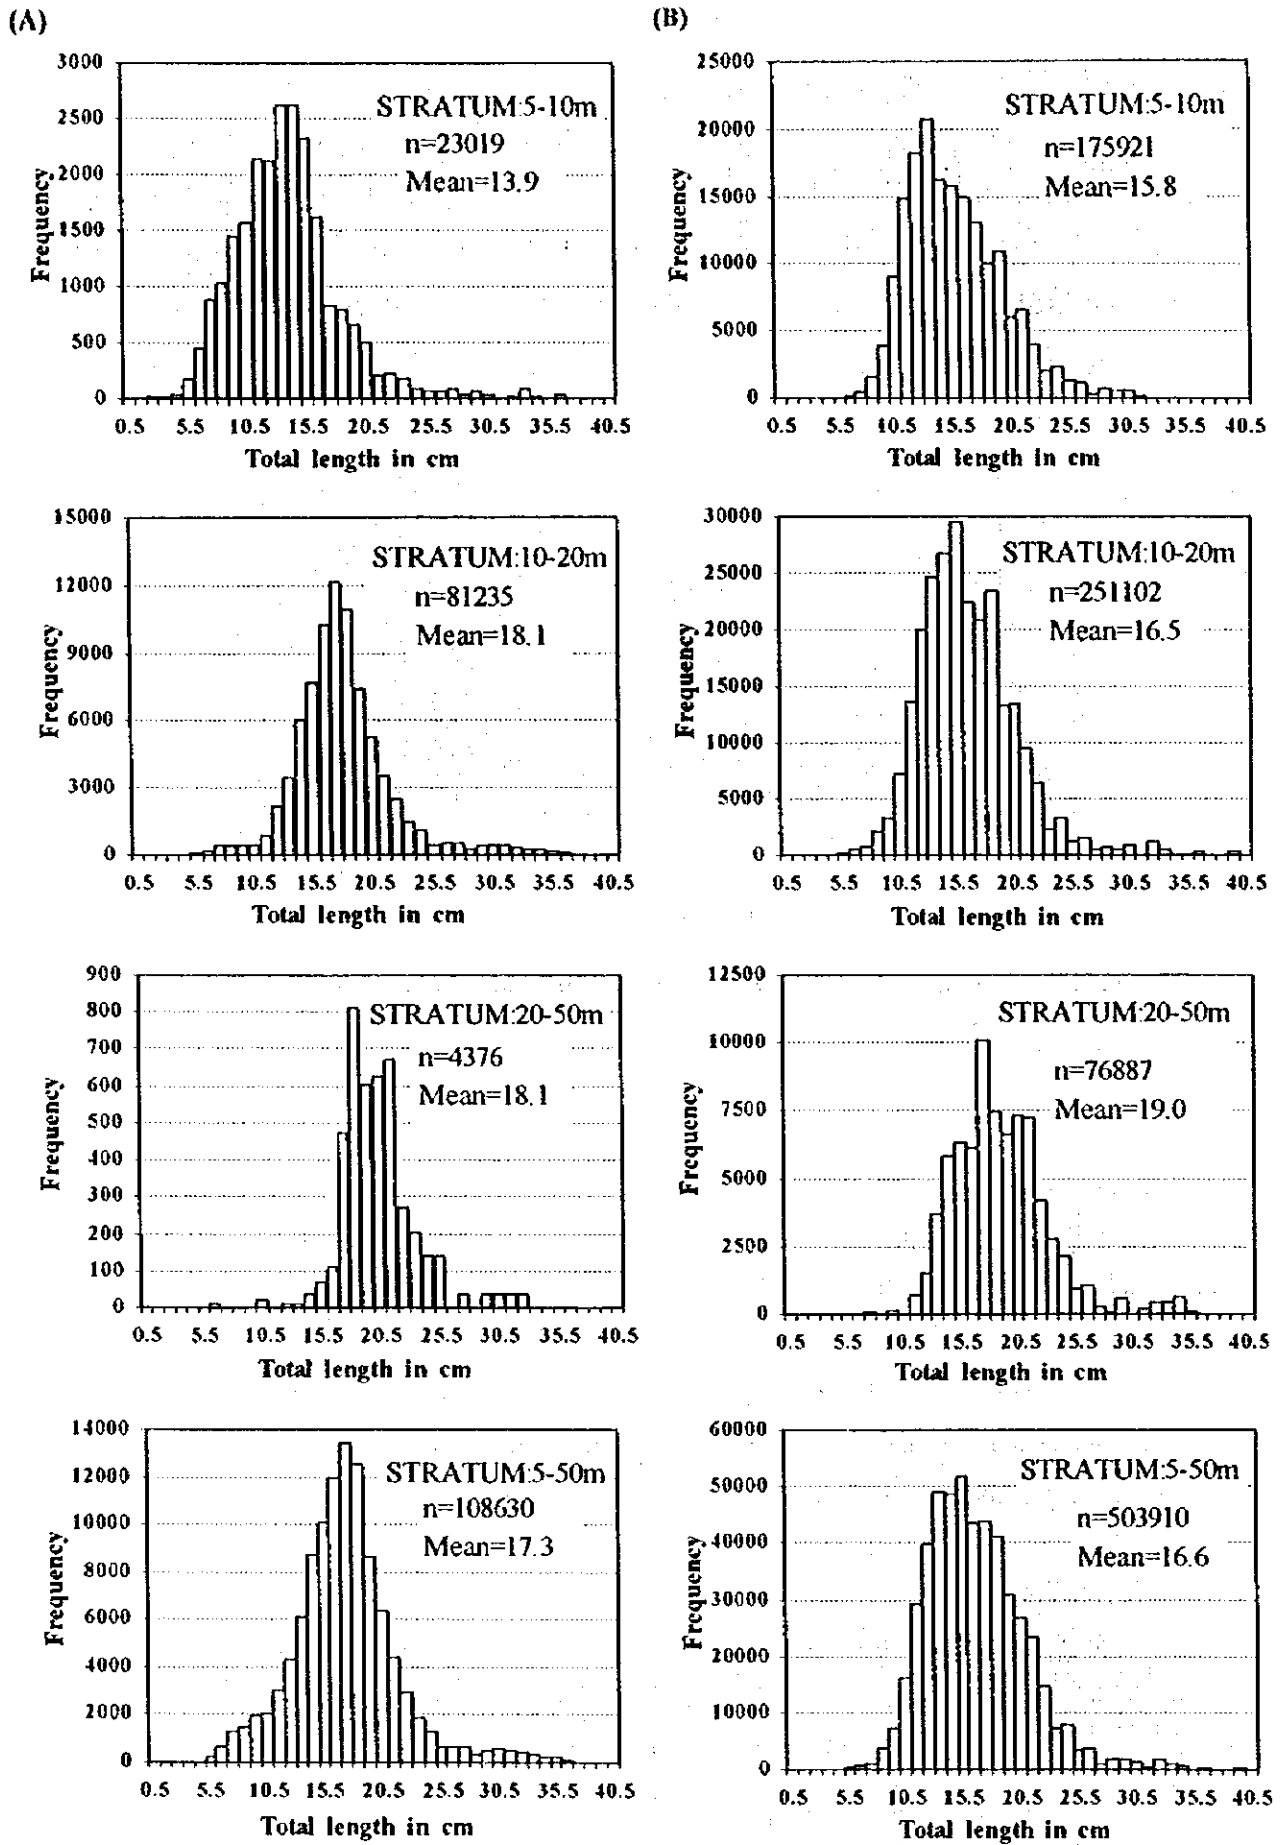 (A)
3000
2500
2000
1500
1000
500
0
Frequency
STRATUM:5-10m
n=23019
Mean=13.9
0.5 5.5 10.5 15.5 20.5 25.5 30.5 35.5 40.5
Total length in cm
15000
12000
9000
6000
3000
0
Frequency
STRATUM:10-20m
n=81235
Mean=18.1
0.5 5.5 10.5 15.5 20.5 25.5 30.5 35.5 40.5
Total length in cm
900
800
700
600
500
400
300
200
100
0
Frequency
STRATUM:20-50m
n=4376
Mean=18.1
0.5 5.5 10.5 15.5 20.5 25.5 30.5 35.5 40.5
Total length in cm
14000
12000
10000
8000
6000
4000
2000
0
Frequency
STRATUM:5-50m
n=108630
Mean=17.3
0.5 5.5 10.5 15.5 20.5 25.5 30.5 35.5 40.5
Total length in cm
(B)
25000
20000
15000
10000
5000
0
Frequency
STRATUM:5-10m
n=175921
Mean=15.8
0.5 5.5 10.5 15.5 20.5 25.5 30.5 35.5 40.5
Total length in cm
30000
25000
20000
15000
10000
5000
0
Frequency
STRATUM:10-20m
n=251102
Mean=16.5
0.5 5.5 10.5 15.5 20.5 25.5 30.5 35.5 40.5
Total length in cm
12500
10000
7500
5000
2500
0
Frequency
STRATUM:20-50m
n=76887
Mean=19.0
0.5 5.5 10.5 15.5 20.5 25.5 30.5 35.5 40.5
Total length in cm
60000
50000
40000
30000
20000
10000
0
Frequency
STRATUM:5-50m
n=503910
Mean=16.6
0.5 5.5 10.5 15.5 20.5 25.5 30.5 35.5 40.5
Total length in cm